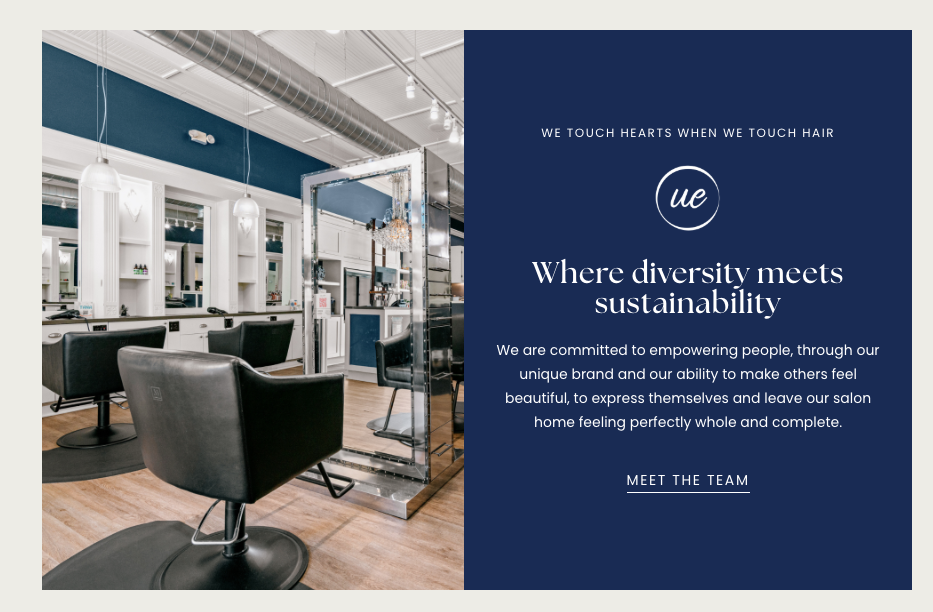 WE TOUCH HEARTS WHEN WE TOUCH HAIR
ue
Where diversity meets
sustainability
We are committed to empowering people, through our
unique brand and our ability to make others feel
beautiful, to express themselves and leave our salon
home feeling perfectly whole and complete.
MEET THE TEAM